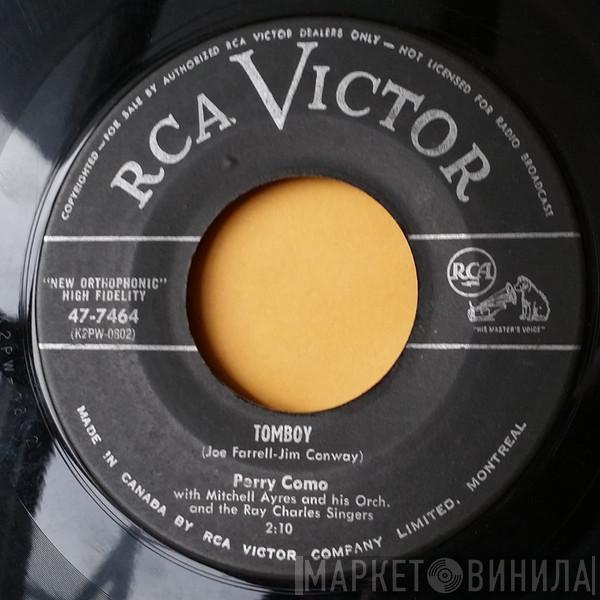 COPYRIGHTED—FOR SALE BY AUTHORIZED RCA VICTOR DEALERS ONLY—NOT LICENSED FOR RADIO BROADCAST
RCA VICTOR
"NEW ORTHOPHONIC"
HIGH FIDELITY
47-7464
(K2PW-0802)
RCA
"HIS MASTER'S VOICE"
TOMBOY
(Joe Farrell-Jim Conway)
Perry Como
with Mitchell Ayres and his Orch.
and the Ray Charles Singers
2:10
MADE IN CANADA BY RCA VICTOR COMPANY LIMITED, MONTREAL
МАРКЕТ ВИНИЛА